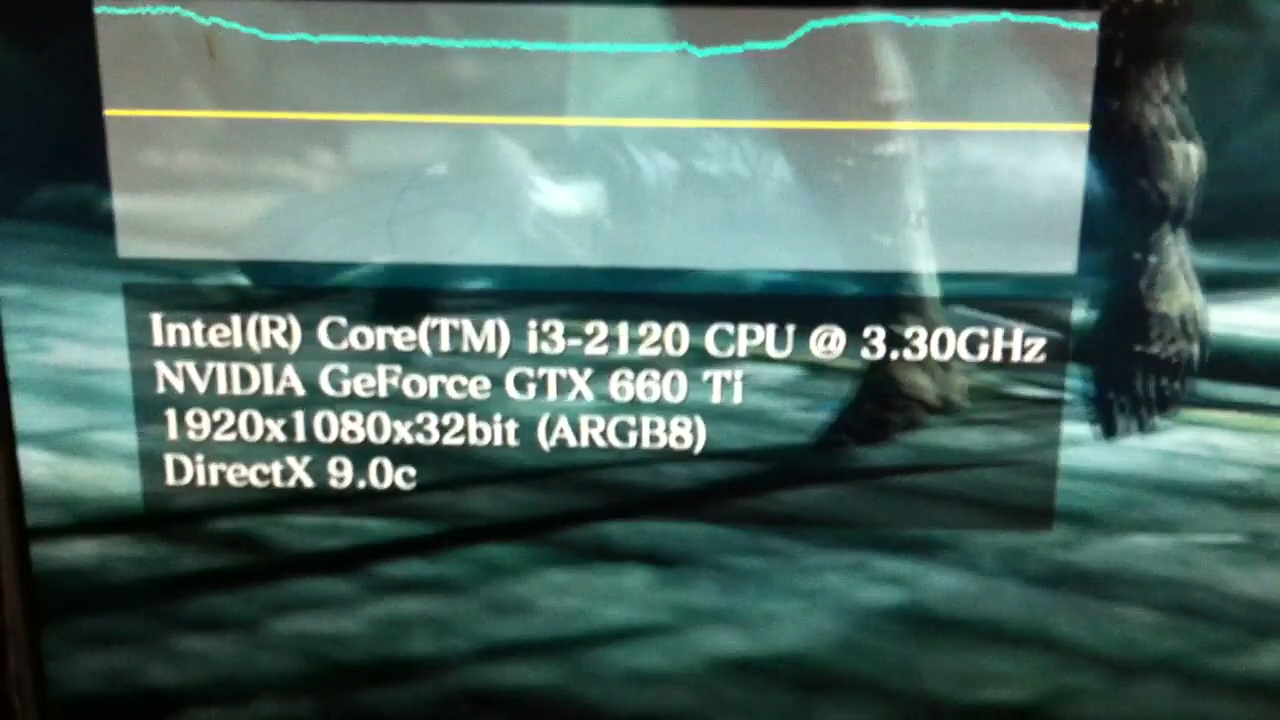 Intel(R) Core(TM) i3-2120 CPU @ 3.30GHz
NVIDIA GeForce GTX 660 Ti
1920x1080x32bit (ARGB8)
DirectX 9.0c